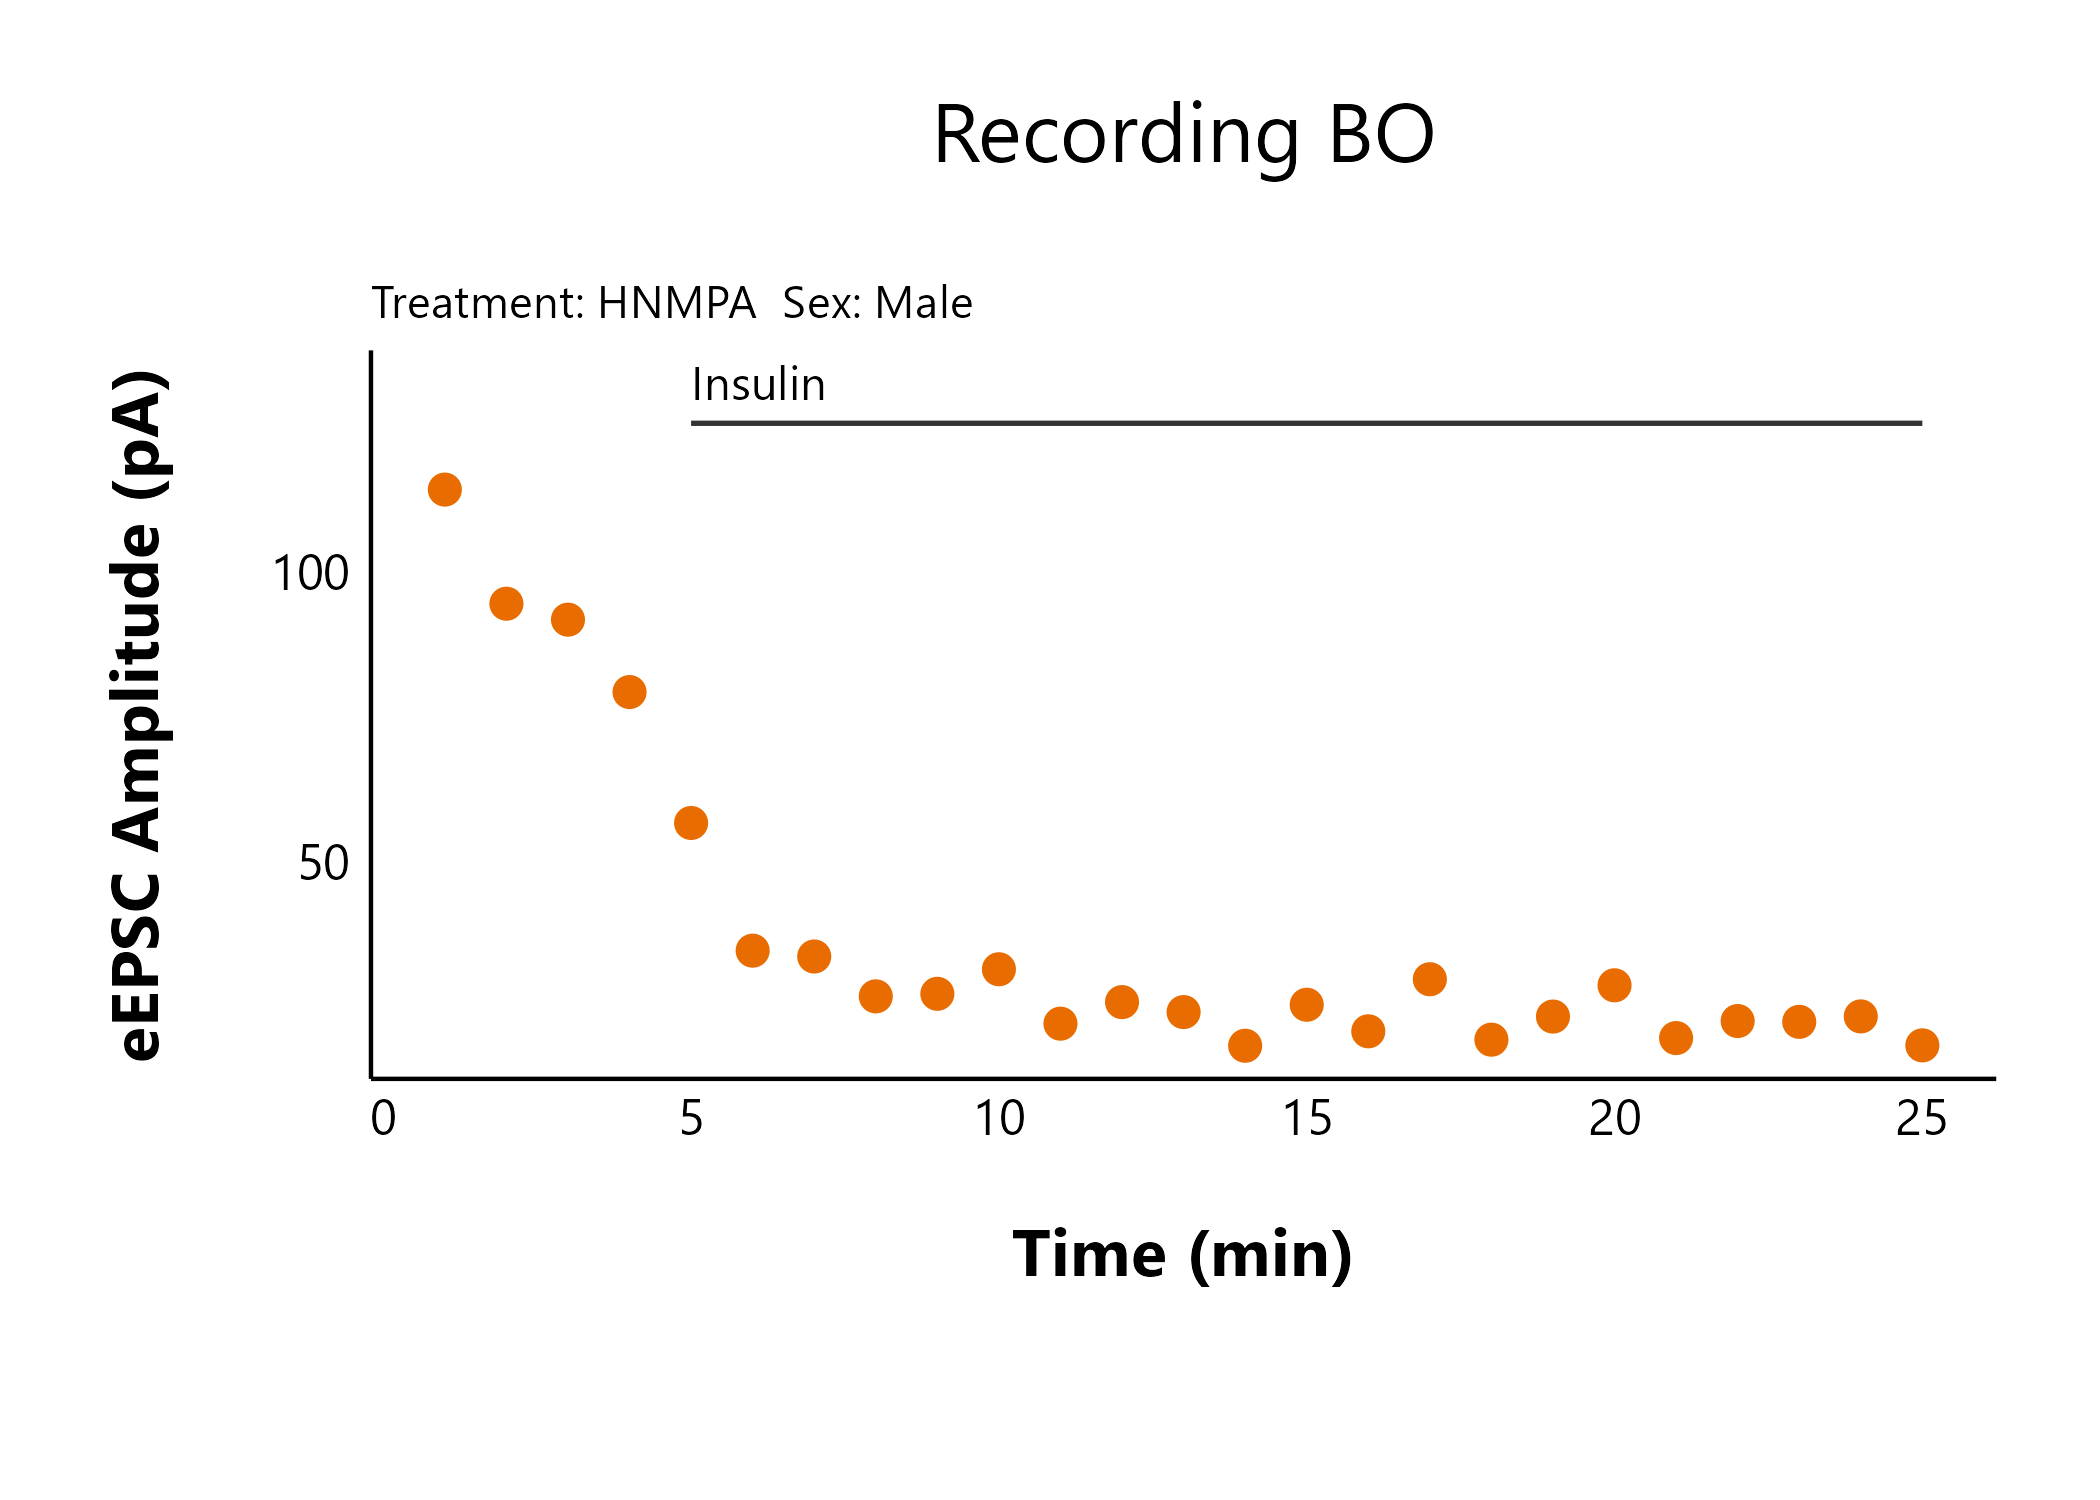 Recording BO
Treatment: HNMPA  Sex: Male
Insulin
eEPSC Amplitude (pA)
100
50
0 5 10 15 20 25
Time (min)